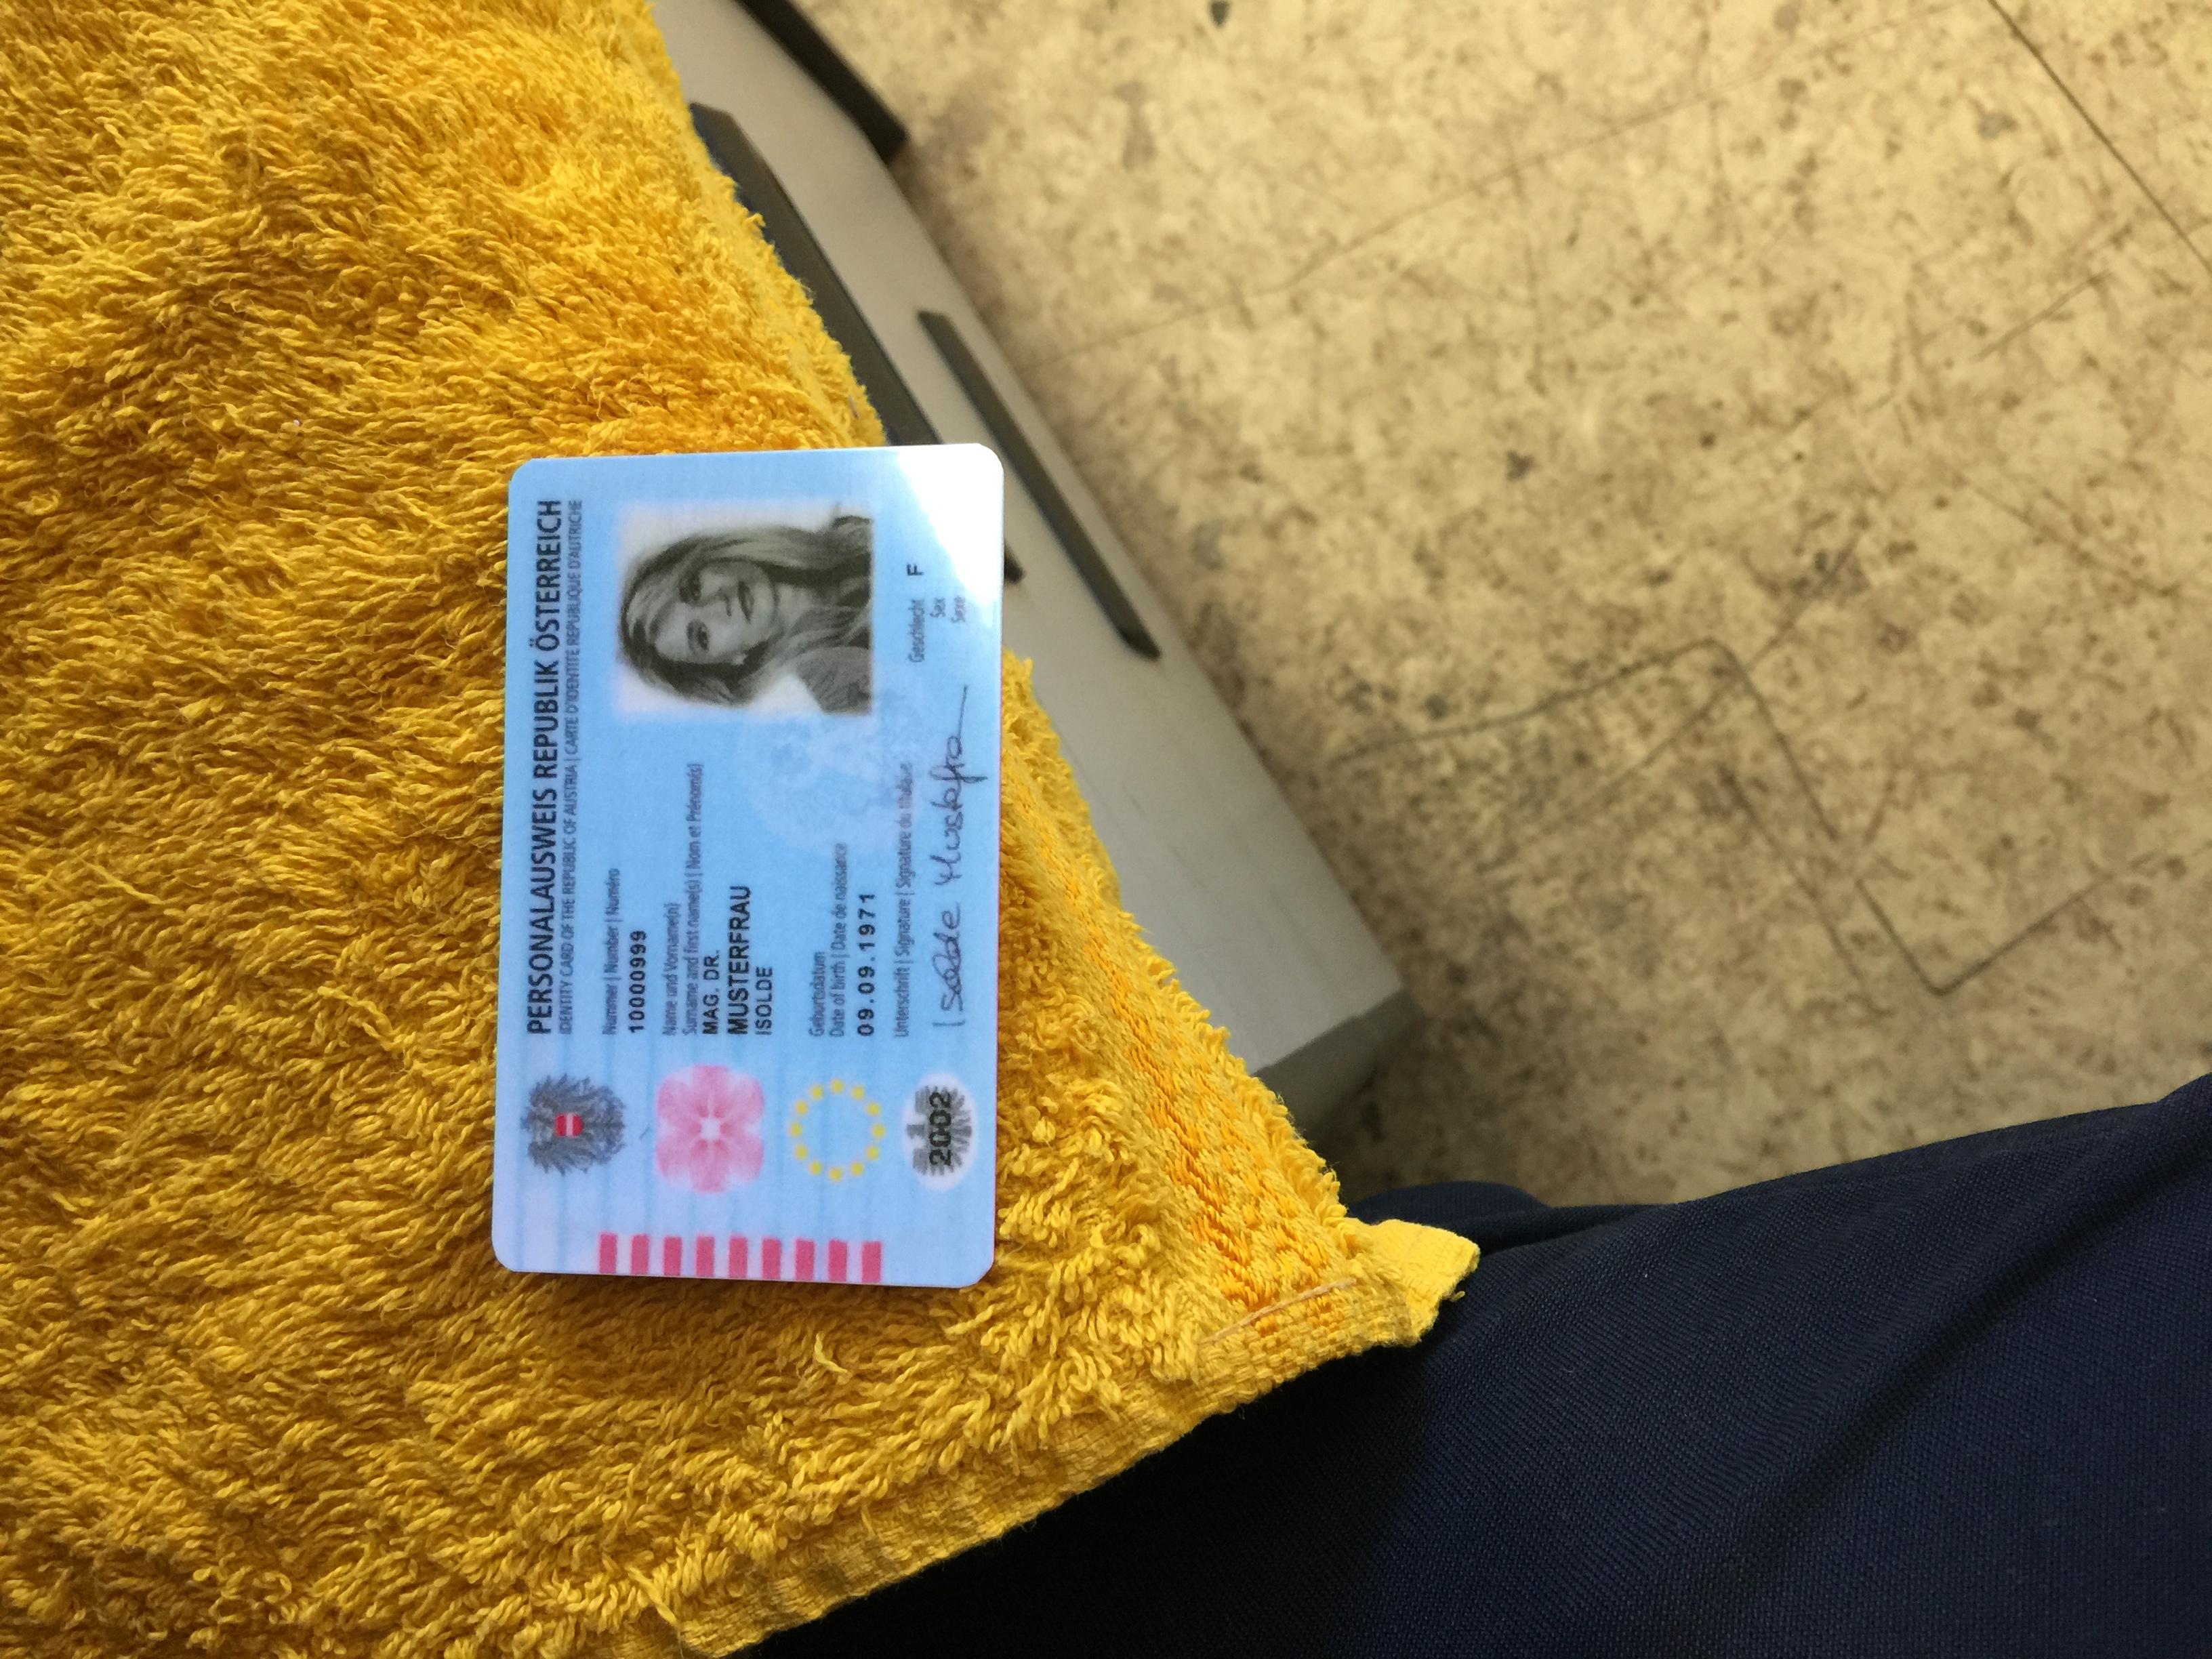 PERSONALAUSWEIS REPUBLIK ÖSTERREICH
IDENTITY CARD OF THE REPUBLIC OF AUSTRIA | CARTE D'IDENTITE REPUBLIQUE D'AUTRICHE
Nummer | Number | Numéro
10000999
Name und Vorname(n)
Surname and first name(s) | Nom et Prénom(s)
MAG. DR.
MUSTERFRAU
ISOLDE
Geburtsdatum
Date of birth | Date de naissance
09.09.1971
Unterschrift | Signature | Signature du titulaire
Isolde Musterfra
Geschlecht F
Sex
Sexe
1
2002